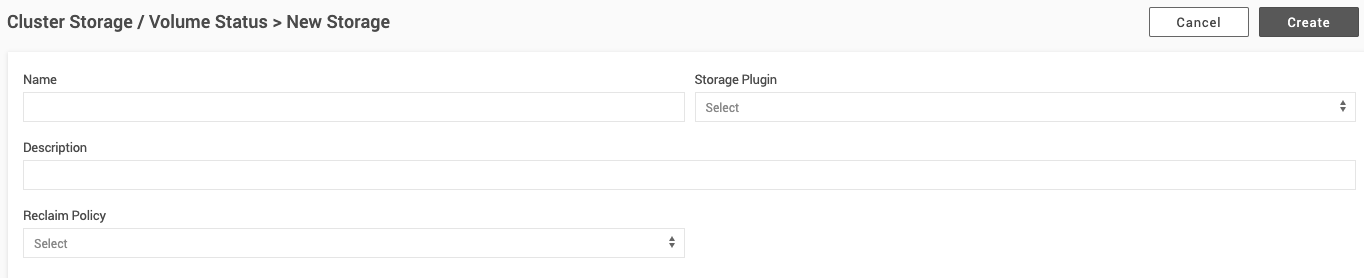 Cluster Storage / Volume Status > New Storage
Cancel
Create
Name
Storage Plugin
Select
Description
Reclaim Policy
Select